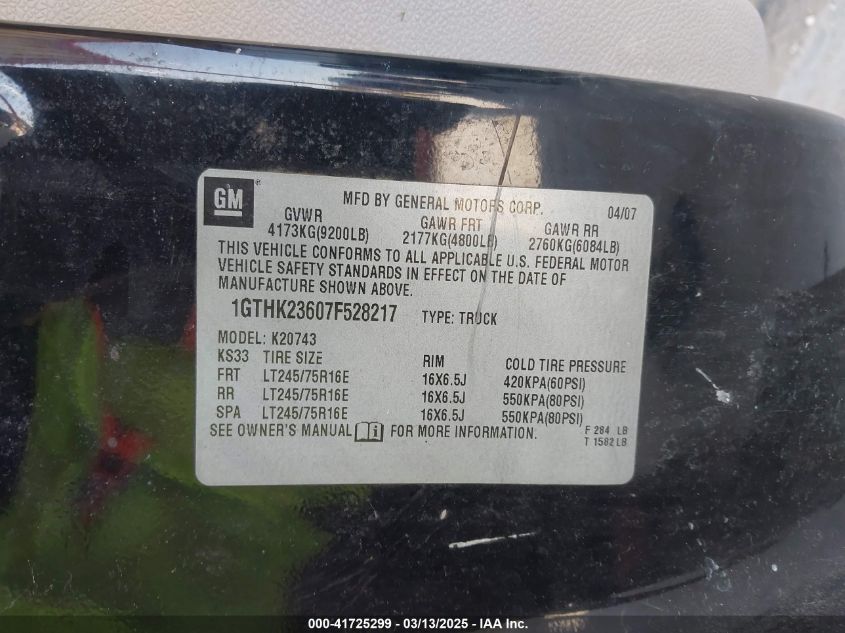 GM
MFD BY GENERAL MOTORS CORP. 04/07
GVWR GAWR FRT GAWR RR
4173KG(9200LB) 2177KG(4800LB) 2760KG(6084LB)
THIS VEHICLE CONFORMS TO ALL APPLICABLE U.S. FEDERAL MOTOR
VEHICLE SAFETY STANDARDS IN EFFECT ON THE DATE OF
MANUFACTURE SHOWN ABOVE.
1GTHK23607F528217 TYPE: TRUCK
MODEL: K20743
KS33 TIRE SIZE RIM COLD TIRE PRESSURE
FRT LT245/75R16E 16X6.5J 420KPA(60PSI)
RR LT245/75R16E 16X6.5J 550KPA(80PSI)
SPA LT245/75R16E 16X6.5J 550KPA(80PSI)
SEE OWNER'S MANUAL FOR MORE INFORMATION. F 284 LB
T 1582 LB
000-41725299 - 03/13/2025 - IAA Inc.